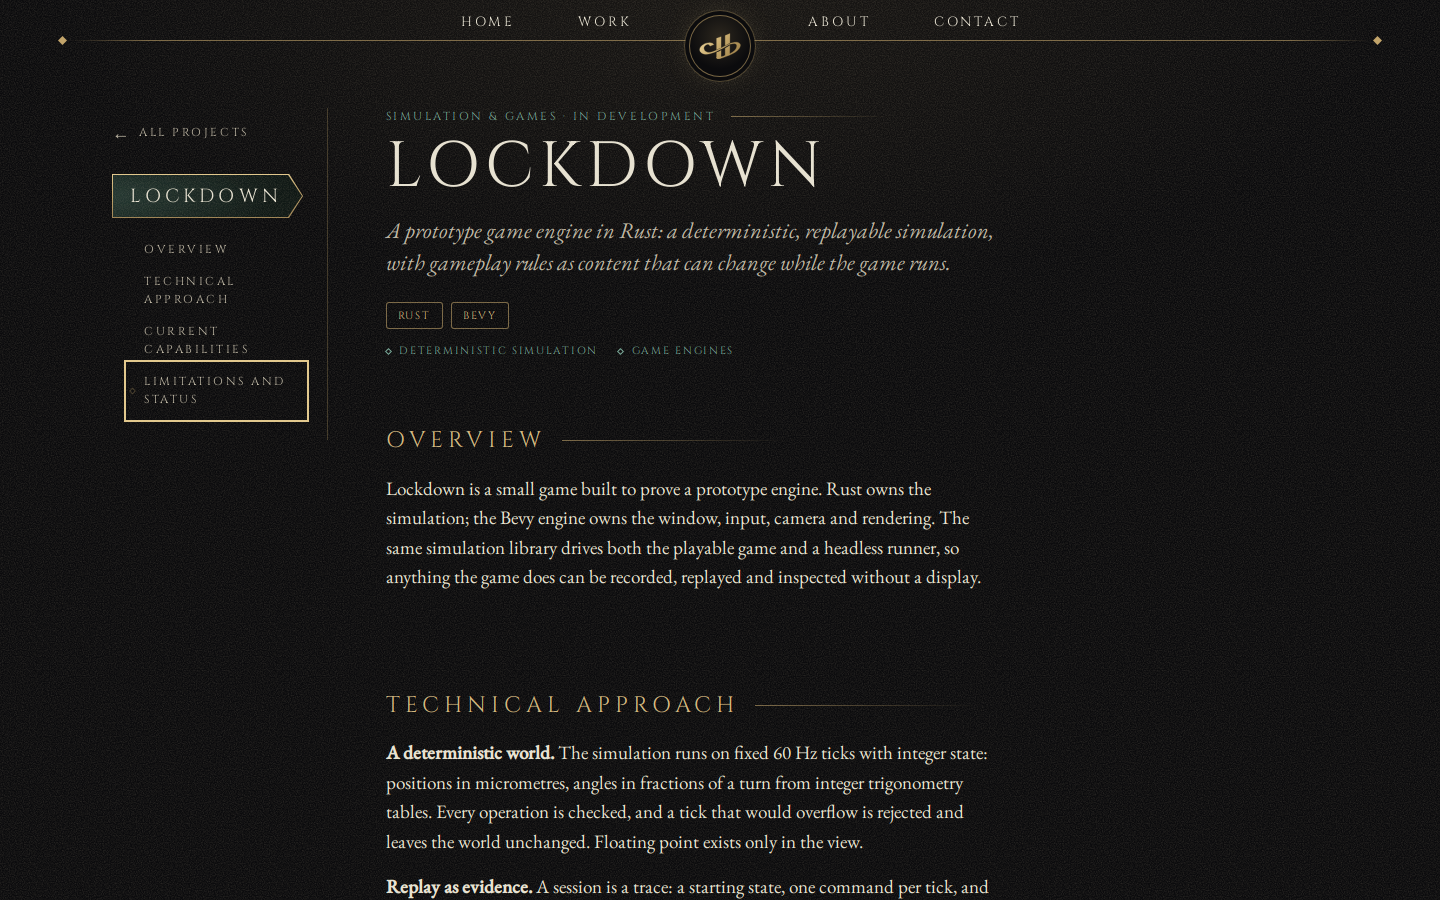 HOME WORK ABOUT CONTACT
← ALL PROJECTS
LOCKDOWN
OVERVIEW
TECHNICAL
APPROACH
CURRENT
CAPABILITIES
LIMITATIONS AND
STATUS
SIMULATION & GAMES · IN DEVELOPMENT
LOCKDOWN
A prototype game engine in Rust: a deterministic, replayable simulation,
with gameplay rules as content that can change while the game runs.
RUST BEVY
DETERMINISTIC SIMULATION GAME ENGINES
OVERVIEW
Lockdown is a small game built to prove a prototype engine. Rust owns the
simulation; the Bevy engine owns the window, input, camera and rendering. The
same simulation library drives both the playable game and a headless runner, so
anything the game does can be recorded, replayed and inspected without a display.
TECHNICAL APPROACH
A deterministic world. The simulation runs on fixed 60 Hz ticks with integer state:
positions in micrometres, angles in fractions of a turn from integer trigonometry
tables. Every operation is checked, and a tick that would overflow is rejected and
leaves the world unchanged. Floating point exists only in the view.
Replay as evidence. A session is a trace: a starting state, one command per tick, and